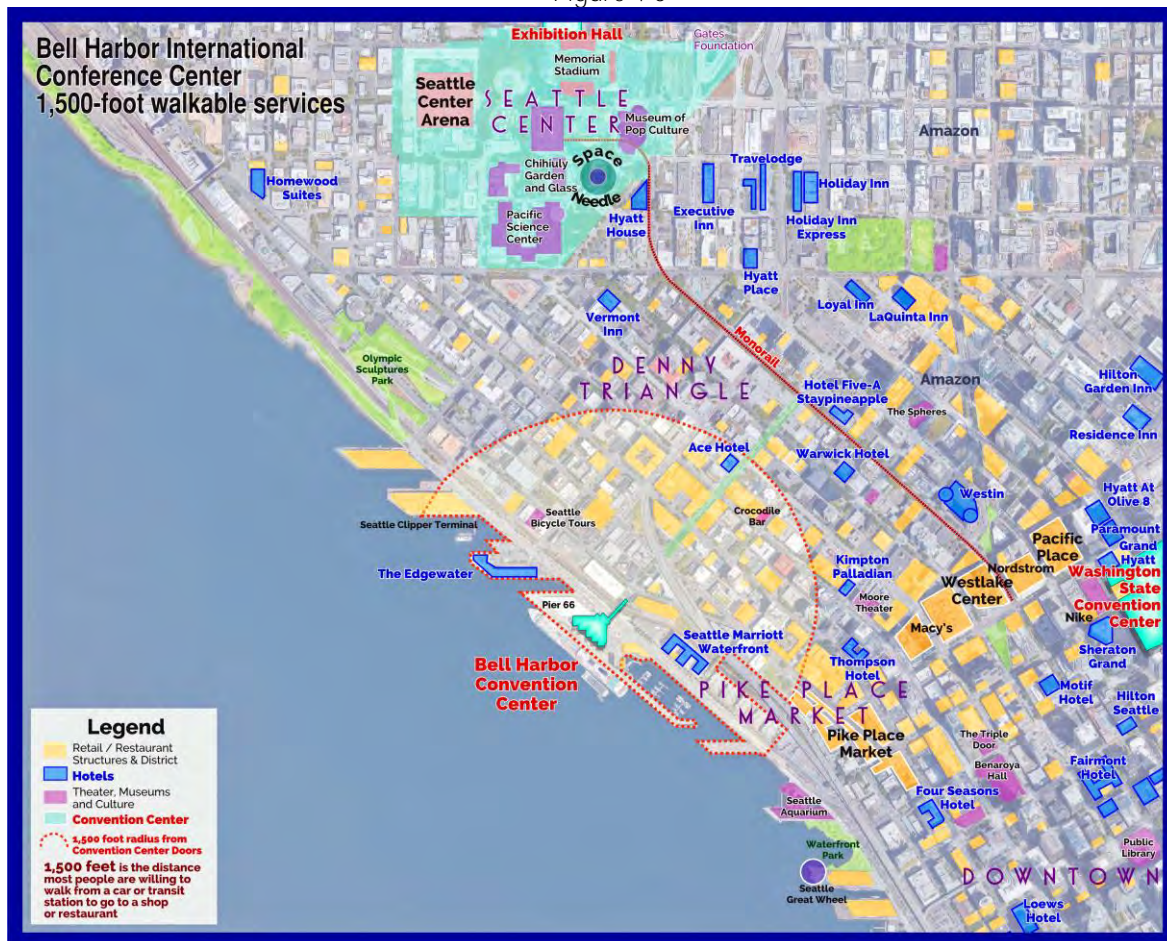 Bell Harbor International
Conference Center
1,500-foot walkable services
Exhibition Hall
Gates
Foundation
Memorial
Stadium
Seattle
Center
Arena
SEATTLE
CENTER
Museum of
Pop Culture
Amazon
Space
Needle
Chihiuly
Garden
and Glass
Travelodge
Homewood
Suites
Holiday Inn
Pacific
Science
Center
Hyatt
House
Executive
Inn
Holiday Inn
Express
Hyatt
Place
Vermont
Inn
Loyal Inn
LaQuinta Inn
Monorail
Olympic
Sculptures
Park
DENNY
TRIANGLE
Hotel Five-A
Staypineapple
Amazon
The Spheres
Hilton
Garden Inn
Residence Inn
Ace Hotel
Warwick Hotel
Westin
Hyatt At
Olive 8
Seattle Clipper Terminal
Seattle
Bicycle Tours
Crocodile
Bar
Paramount
Pacific
Place
Grand
Hyatt
Nordstrom
The Edgewater
Kimpton
Palladian
Westlake
Center
Washington
State
Convention
Center
Pier 66
Moore
Theater
Macy's
Nike
Seattle Marriott
Waterfront
Bell Harbor
Convention
Center
Thompson
Hotel
Sheraton
Grand
PIKE PLACE
MARKET
Motif
Hotel
Hilton
Seattle
Pike Place
Market
The Triple
Door
Benaroya
Hall
Fairmont
Hotel
Four Seasons
Hotel
Seattle
Aquarium
Waterfront
Park
Public
Library
Seattle
Great Wheel
DOWNTOWN
Loews
Hotel
Legend
Retail / Restaurant
Structures & District
Hotels
Theater, Museums
and Culture
Convention Center
1,500 foot radius from
Convention Center Doors
1,500 feet is the distance
most people are willing to
walk from a car or transit
station to go to a shop
or restaurant